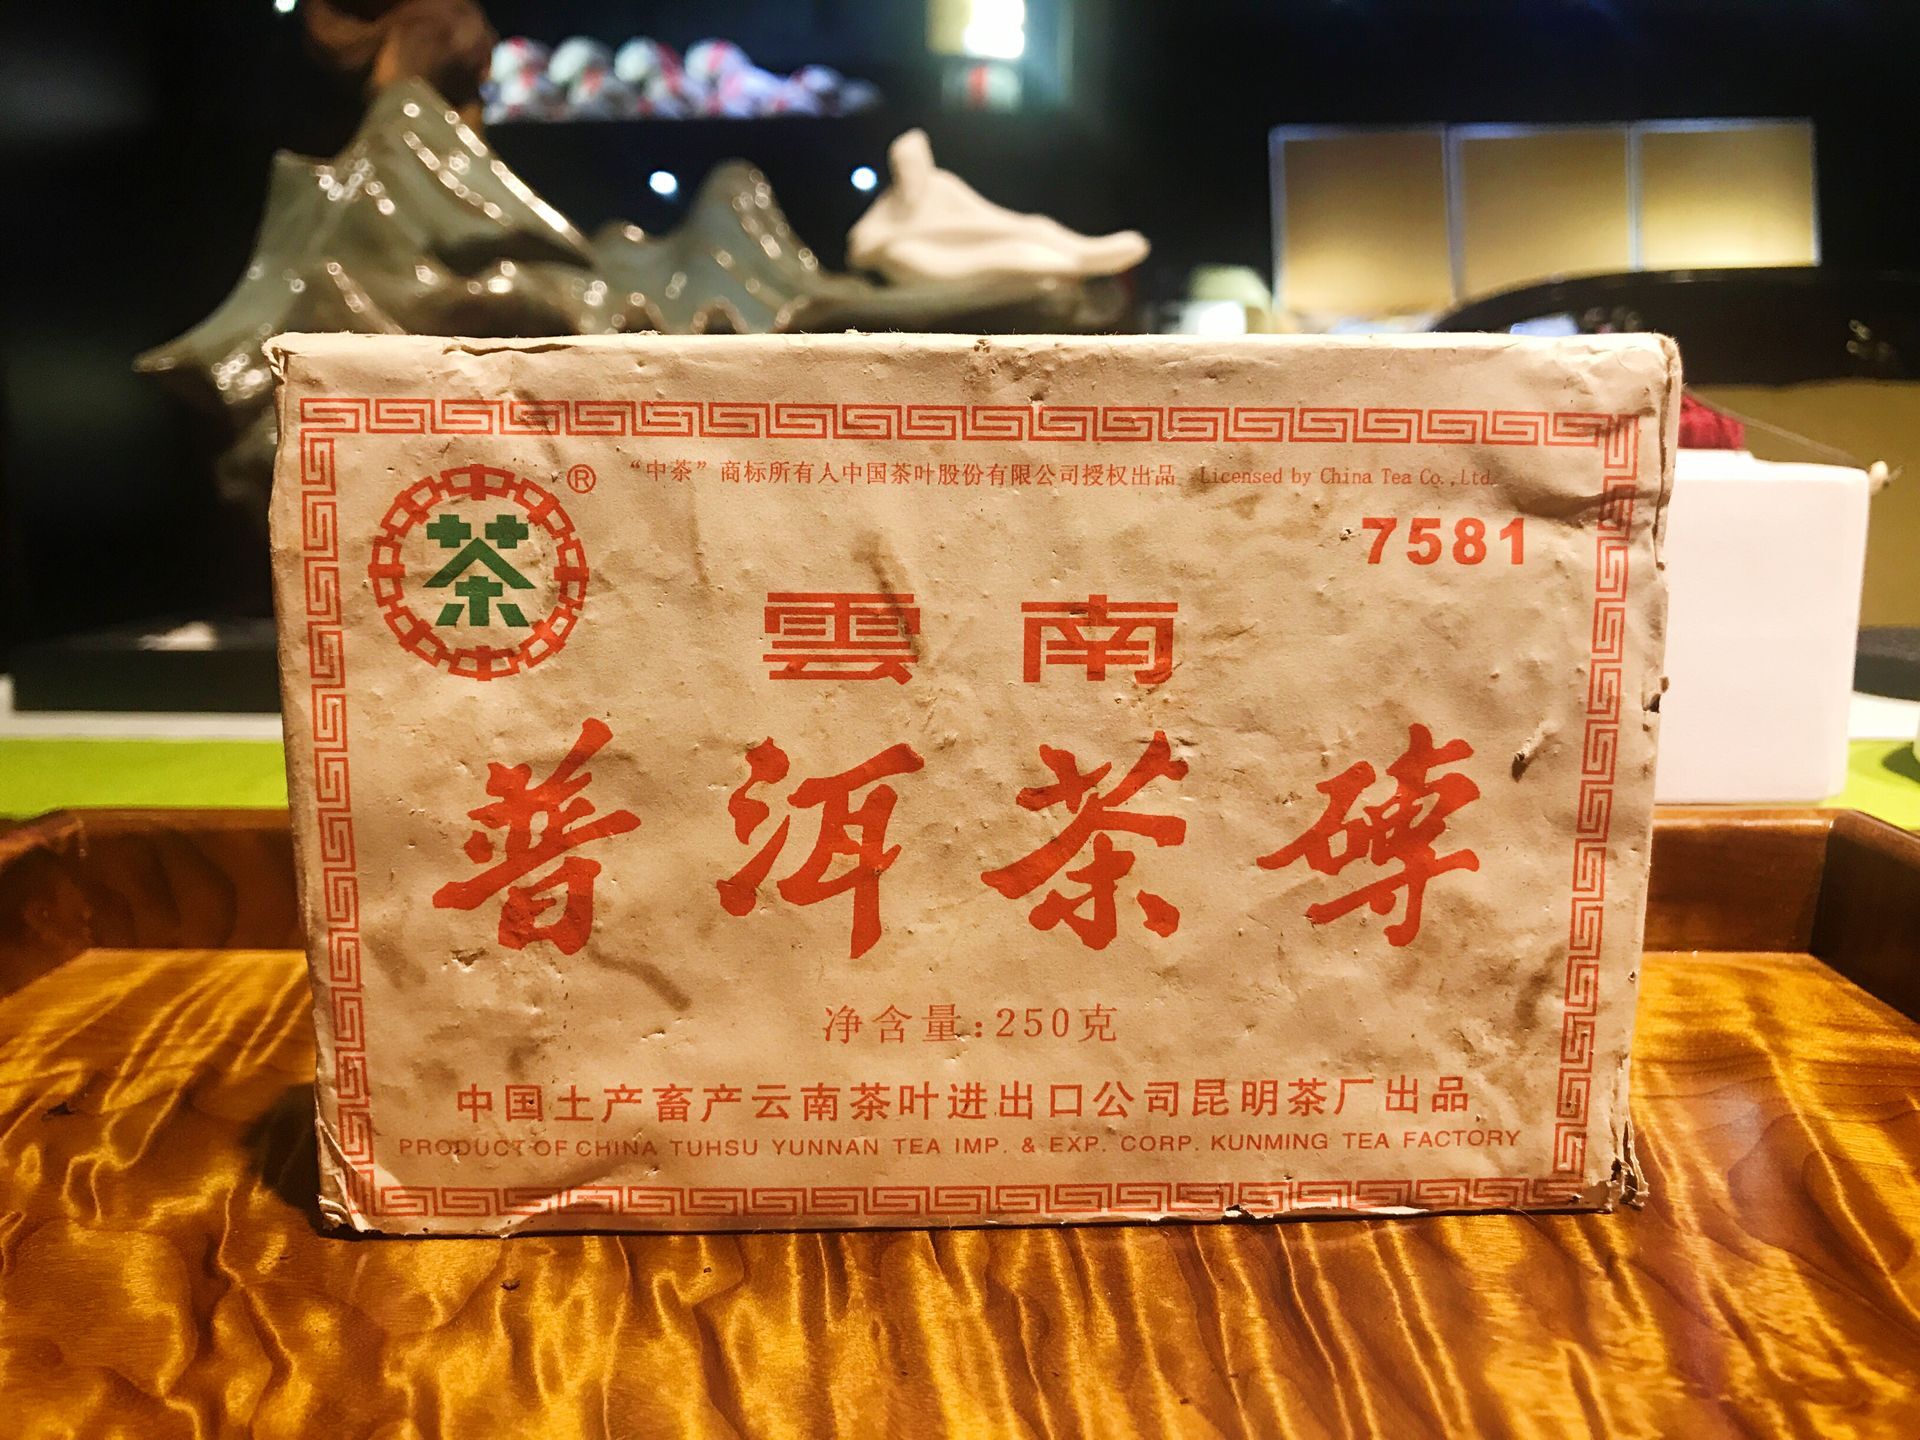 “中茶”商标所有人中国茶叶股份有限公司授权出品 Licensed by China Tea Co.,Ltd.
茶®
7581
雲南
普洱茶磚
净含量:250克
中国土产畜产云南茶叶进出口公司昆明茶厂出品
PRODUCT OF CHINA TUHSU YUNNAN TEA IMP. & EXP. CORP. KUNMING TEA FACTORY